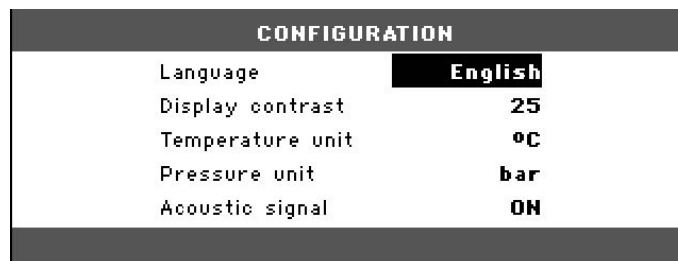 CONFIGURATION
Language English
Display contrast 25
Temperature unit ºC
Pressure unit bar
Acoustic signal ON